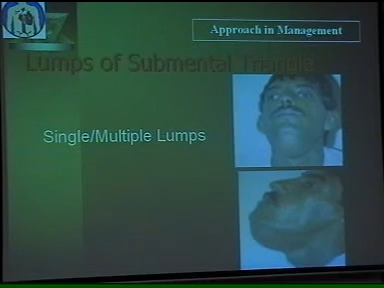 Approach in Management
Lumps of Submental Triangle
Single/Multiple Lumps